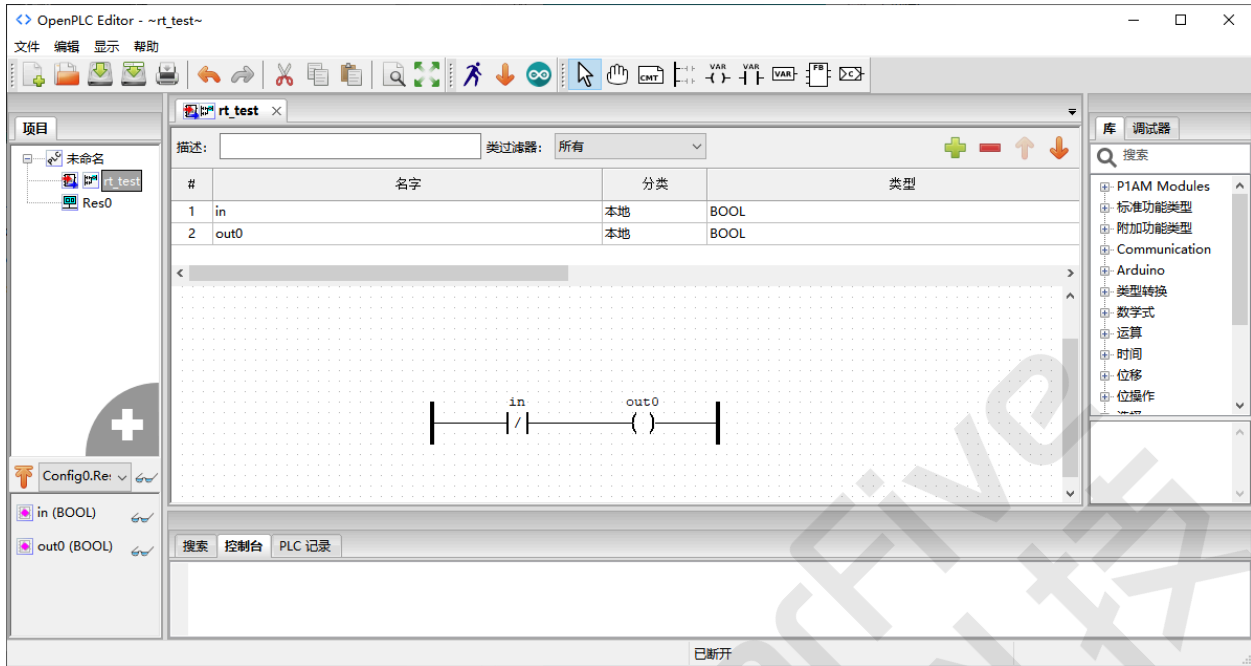 OpenPLC Editor - ~rt_test~
文件 编辑 显示 帮助
CMT VAR VAR VAR FB
项目
未命名
rt_test
Res0
Config0.Re
in (BOOL)
out0 (BOOL)
rt_test
描述: 类过滤器: 所有
# 名字 分类 类型
1 in 本地 BOOL
2 out0 本地 BOOL
in out0
搜索 控制台 PLC 记录
库 调试器
搜索
P1AM Modules
标准功能类型
附加功能类型
Communication
Arduino
类型转换
数学式
运算
时间
位移
位操作
已断开